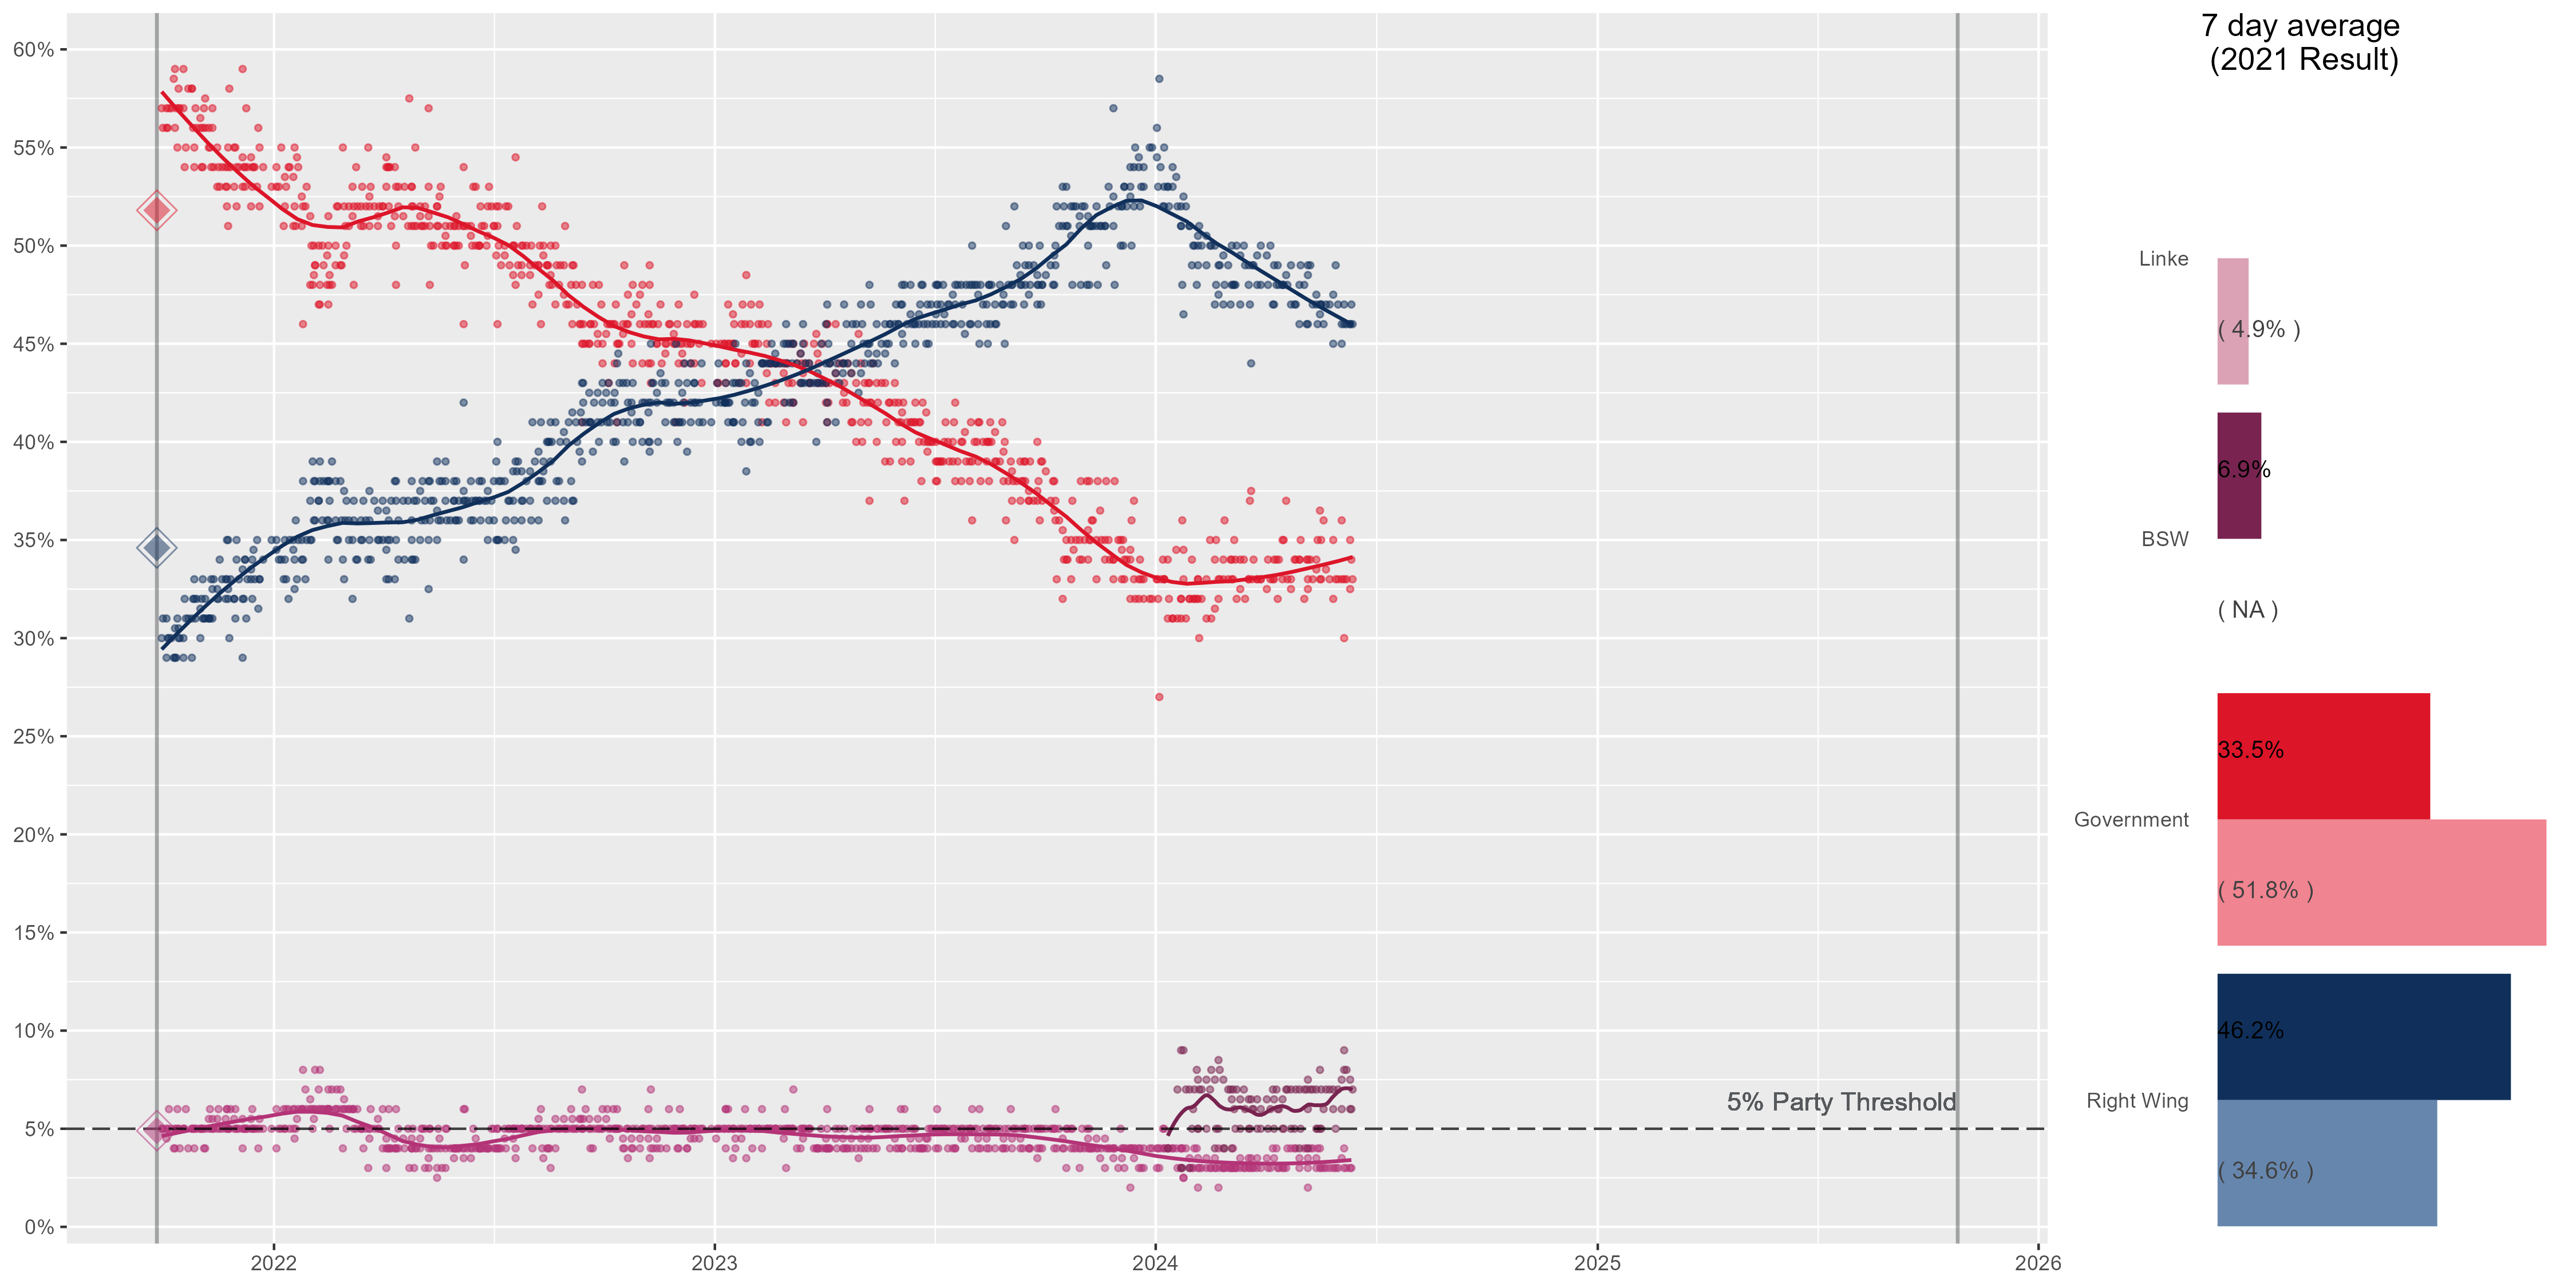 60%
55%
50%
45%
40%
35%
30%
25%
20%
15%
10%
5%
0%
2022
2023
2024
2025
2026
5% Party Threshold
7 day average
(2021 Result)
Linke
( 4.9% )
6.9%
BSW
( NA )
33.5%
Government
( 51.8% )
46.2%
Right Wing
( 34.6% )